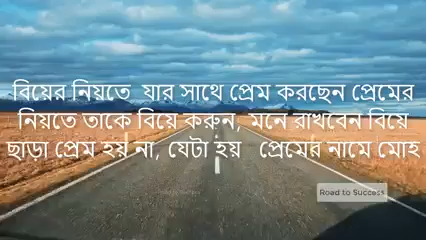 বিয়ের নিয়তে যার সাথে প্রেম করছেন প্রেমের
নিয়তে তাকে বিয়ে করুন, মনে রাখবেন বিয়ে
ছাড়া প্রেম হয় না, যেটা হয় প্রেমের নামে মোহ
Road to Success